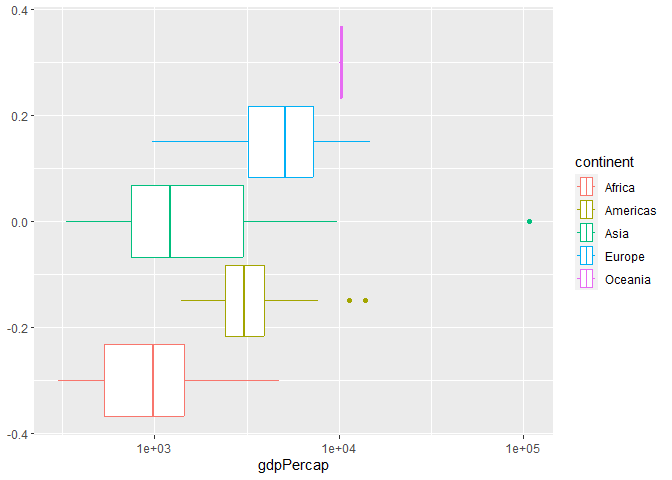 0.4
0.2
0.0
-0.2
-0.4
1e+03
1e+04
1e+05
gdpPercap
continent
Africa
Americas
Asia
Europe
Oceania